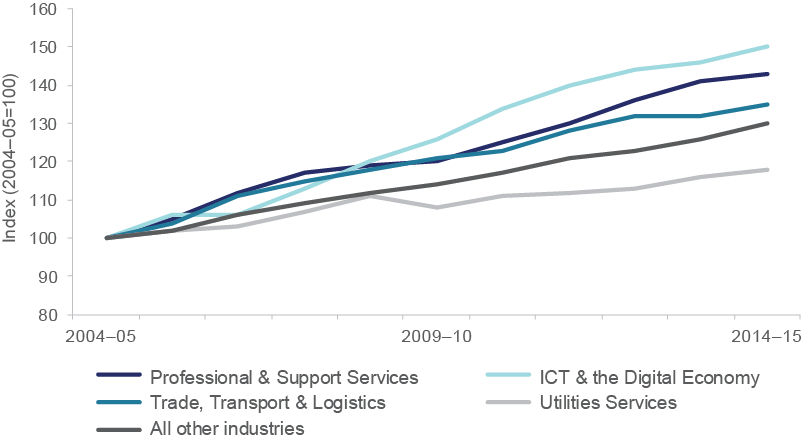 160
150
140
130
120
110
100
90
80
Index (2004–05=100)
2004–05 2009–10 2014–15
Professional & Support Services ICT & the Digital Economy
Trade, Transport & Logistics Utilities Services
All other industries